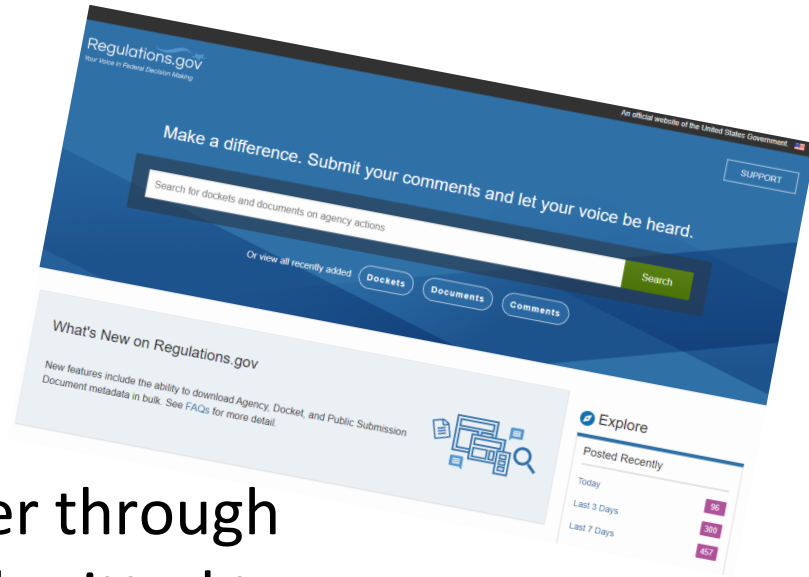 An official website of the United States Government
Regulations.gov
Your Voice in Federal Decision Making
SUPPORT
Make a difference. Submit your comments and let your voice be heard.
Search for dockets and documents on agency actions
Search
Or view all recently added Dockets Documents Comments
What's New on Regulations.gov
New features include the ability to download Agency, Docket, and Public Submission
Document metadata in bulk. See FAQs for more detail.
Explore
Posted Recently
Today 96
Last 3 Days 300
Last 7 Days 457
through